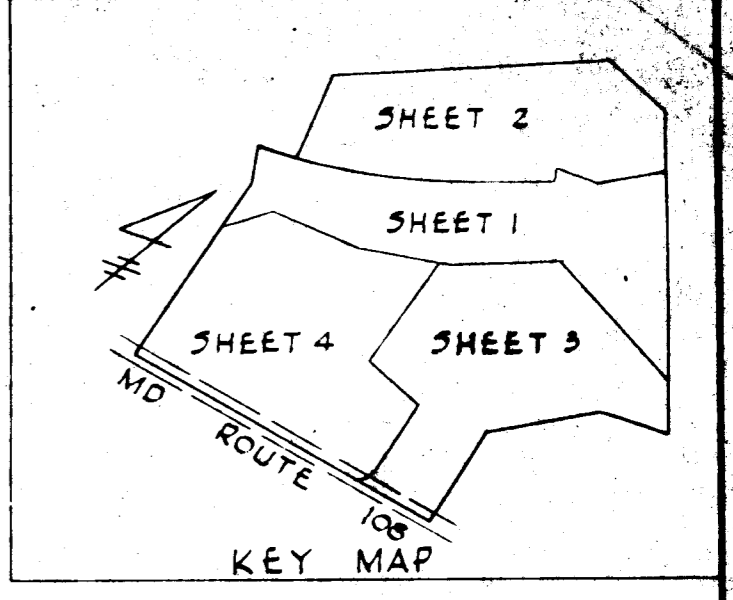 SHEET 2
SHEET 1
SHEET 4
SHEET 3
MD ROUTE 108
KEY MAP